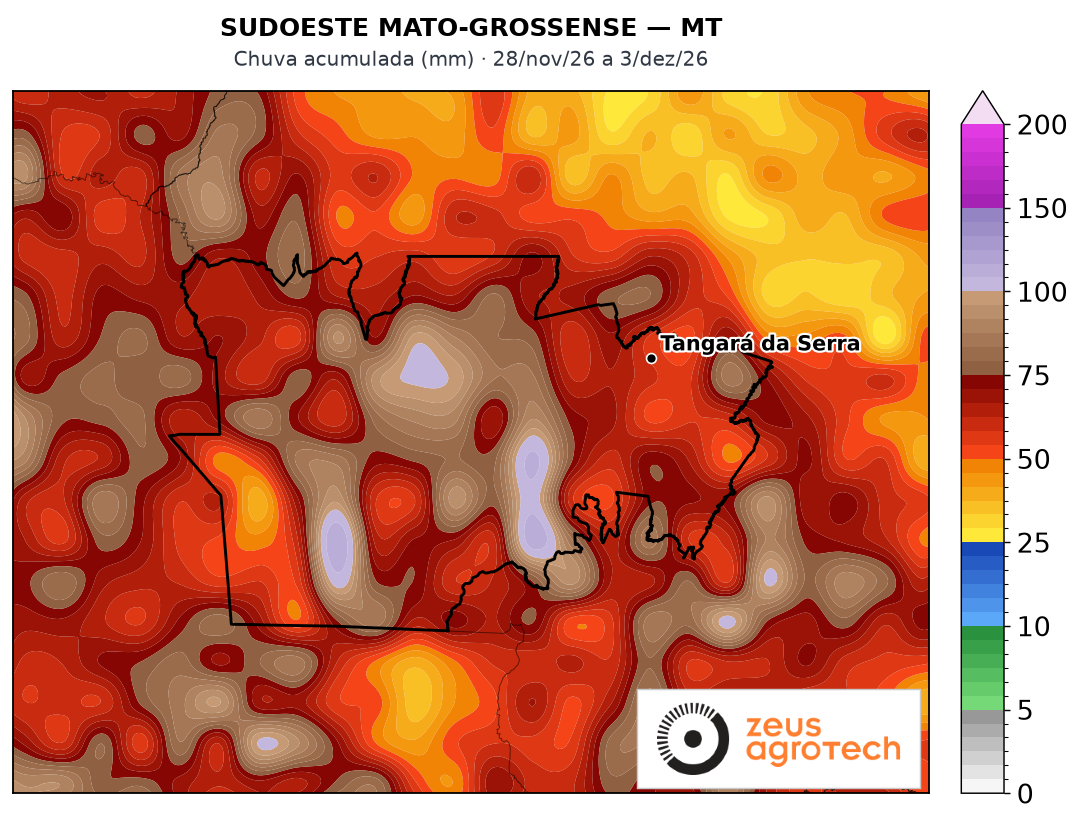 SUDOESTE MATO-GROSSENSE — MT
Chuva acumulada (mm) · 28/nov/26 a 3/dez/26
200
150
100
75
50
25
10
5
0
Tangará da Serra
zeus
agrotech